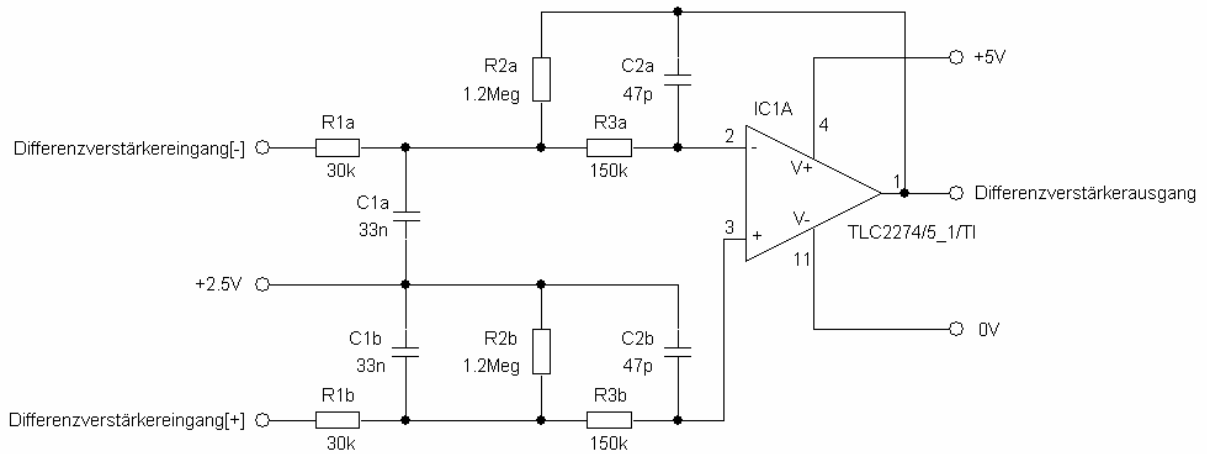 R2a
1.2Meg
C2a
47p
+5V
IC1A
4
R1a
R3a
2
-
Differenzverstärkereingang[-]
30k
150k
V+
1
Differenzverstärkerausgang
C1a
33n
V-
3
+
TLC2274/5_1/TI
11
+2.5V
0V
C1b
33n
R2b
1.2Meg
C2b
47p
R1b
R3b
Differenzverstärkereingang[+]
30k
150k